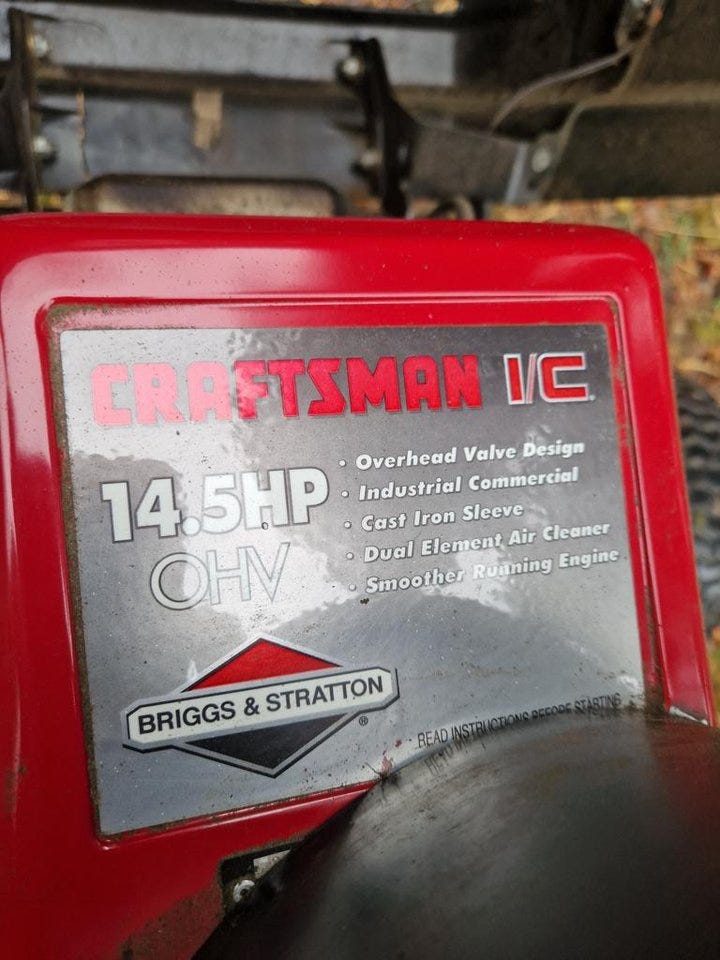 CRAFTSMAN I/C
14.5HP
OHV
• Overhead Valve Design
• Industrial Commercial
• Cast Iron Sleeve
• Dual Element Air Cleaner
• Smoother Running Engine
BRIGGS & STRATTON ®
READ INSTRUCTIONS BEFORE STARTING